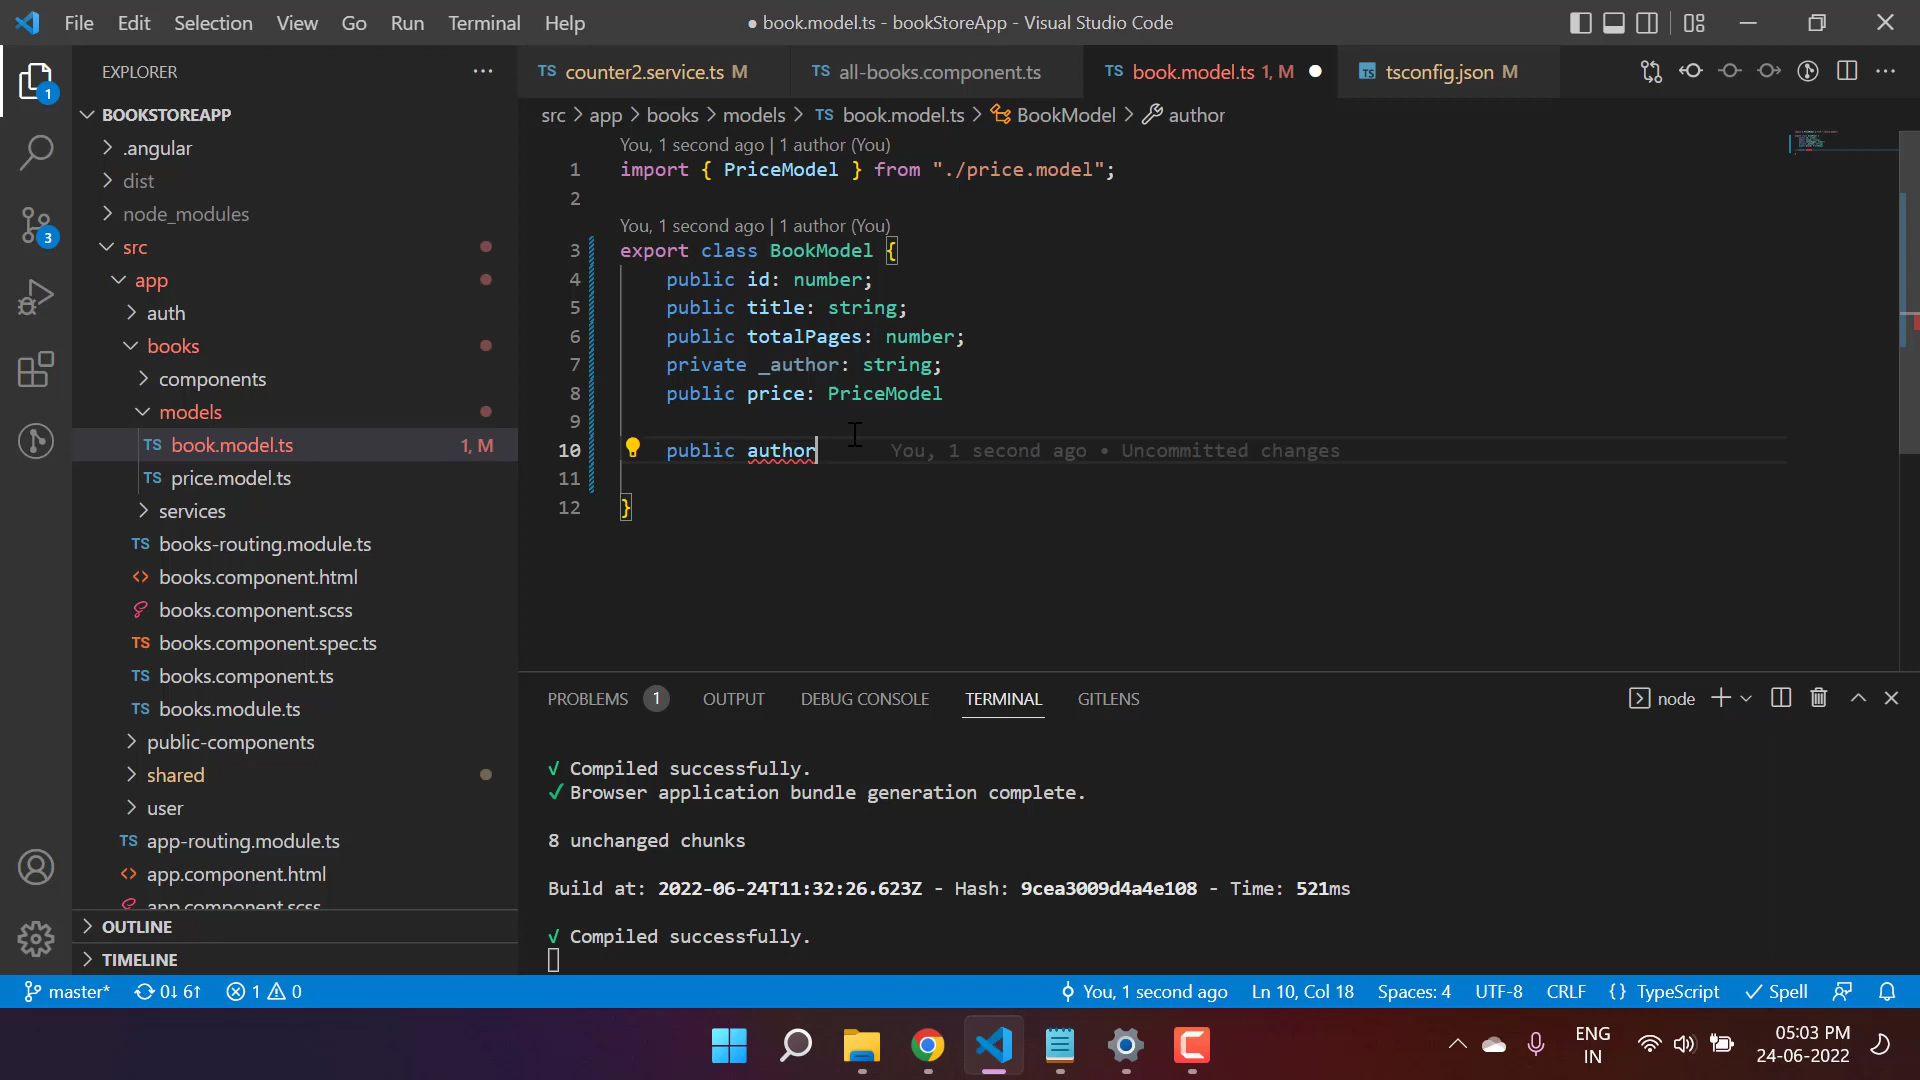 File Edit Selection View Go Run Terminal Help
● book.model.ts - bookStoreApp - Visual Studio Code
EXPLORER
BOOKSTOREAPP
.angular
dist
node_modules
src
app
auth
books
components
models
TS book.model.ts 1, M
TS price.model.ts
services
TS books-routing.module.ts
books.component.html
books.component.scss
TS books.component.spec.ts
TS books.component.ts
TS books.module.ts
public-components
shared
user
TS app-routing.module.ts
app.component.html
app.component.scss
OUTLINE
TIMELINE
1
3
TS counter2.service.ts M
TS all-books.component.ts
TS book.model.ts 1, M
TS tsconfig.json M
src > app > books > models > TS book.model.ts > BookModel > author
You, 1 second ago | 1 author (You)
1 import { PriceModel } from "./price.model";
2
You, 1 second ago | 1 author (You)
3 export class BookModel {
4 public id: number;
5 public title: string;
6 public totalPages: number;
7 private _author: string;
8 public price: PriceModel
9
10 public author You, 1 second ago • Uncommitted changes
11
12 }
PROBLEMS 1 OUTPUT DEBUG CONSOLE TERMINAL GITLENS
node
√ Compiled successfully.
✓ Browser application bundle generation complete.
8 unchanged chunks
Build at: 2022-06-24T11:32:26.623Z - Hash: 9cea3009d4a4e108 - Time: 521ms
√ Compiled successfully.
master* 0↓ 6↑ 1 0
You, 1 second ago Ln 10, Col 18 Spaces: 4 UTF-8 CRLF {} TypeScript ✓ Spell
ENG
IN
05:03 PM
24-06-2022